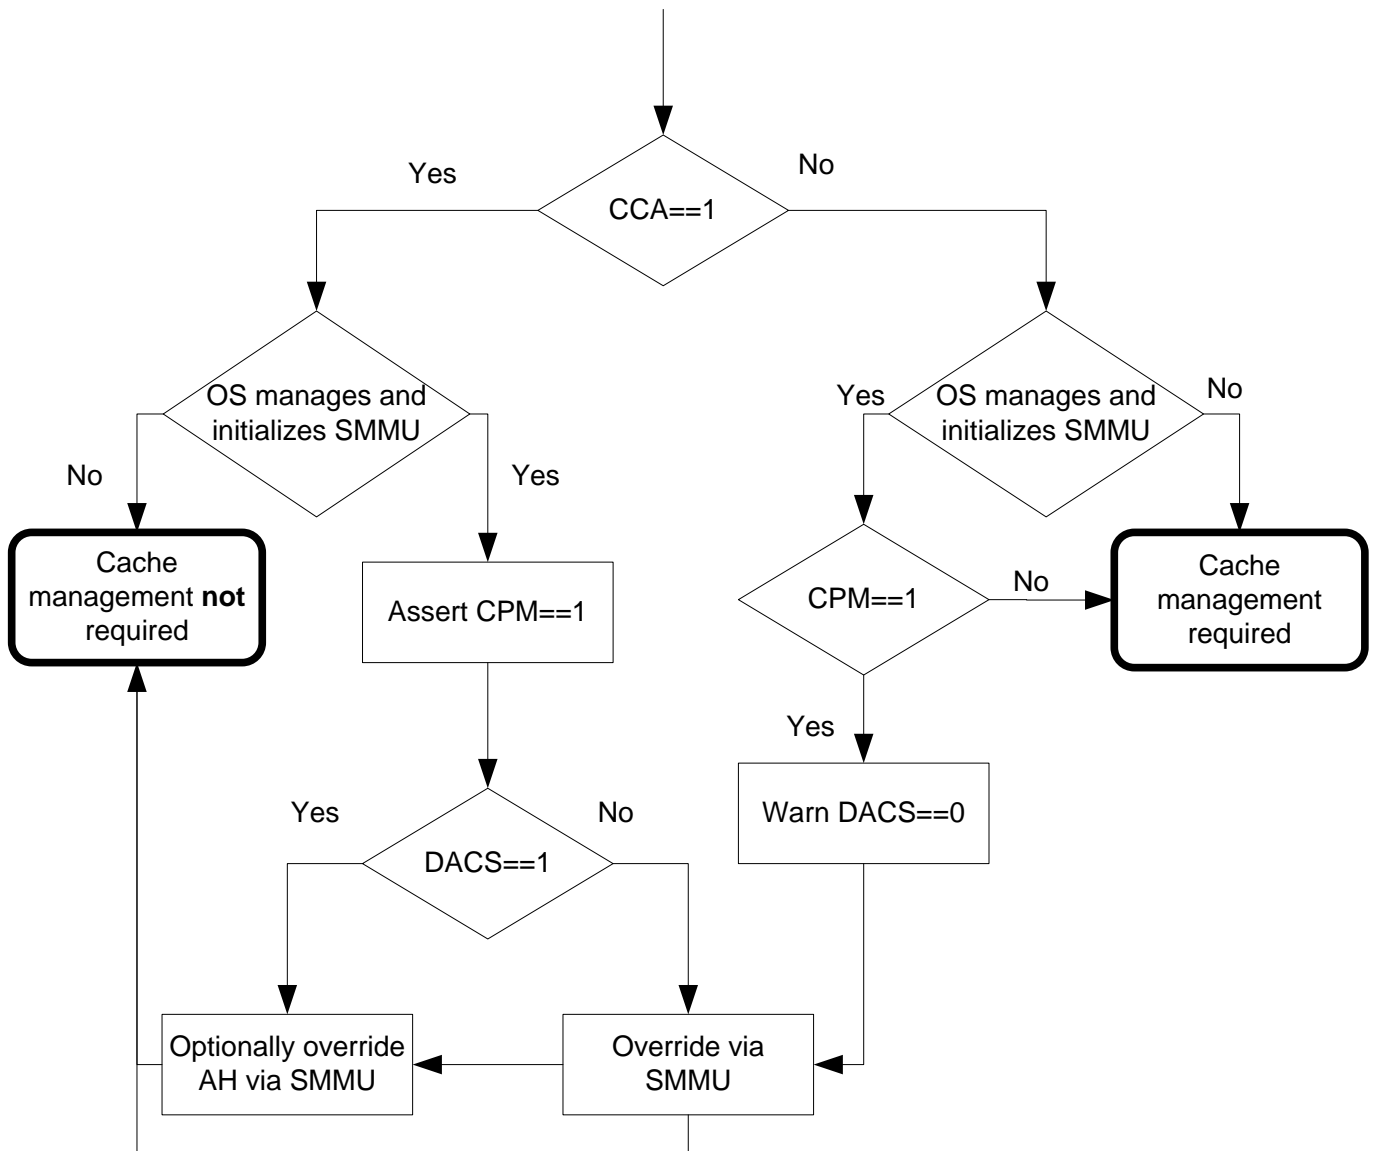 Yes
No
CCA==1
OS manages and
initializes SMMU
Yes
OS manages and
initializes SMMU
No
No
Yes
Cache
management not
required
Assert CPM==1
CPM==1
No
Cache
management
required
Yes
Yes
No
Warn DACS==0
DACS==1
Optionally override
AH via SMMU
Override via
SMMU